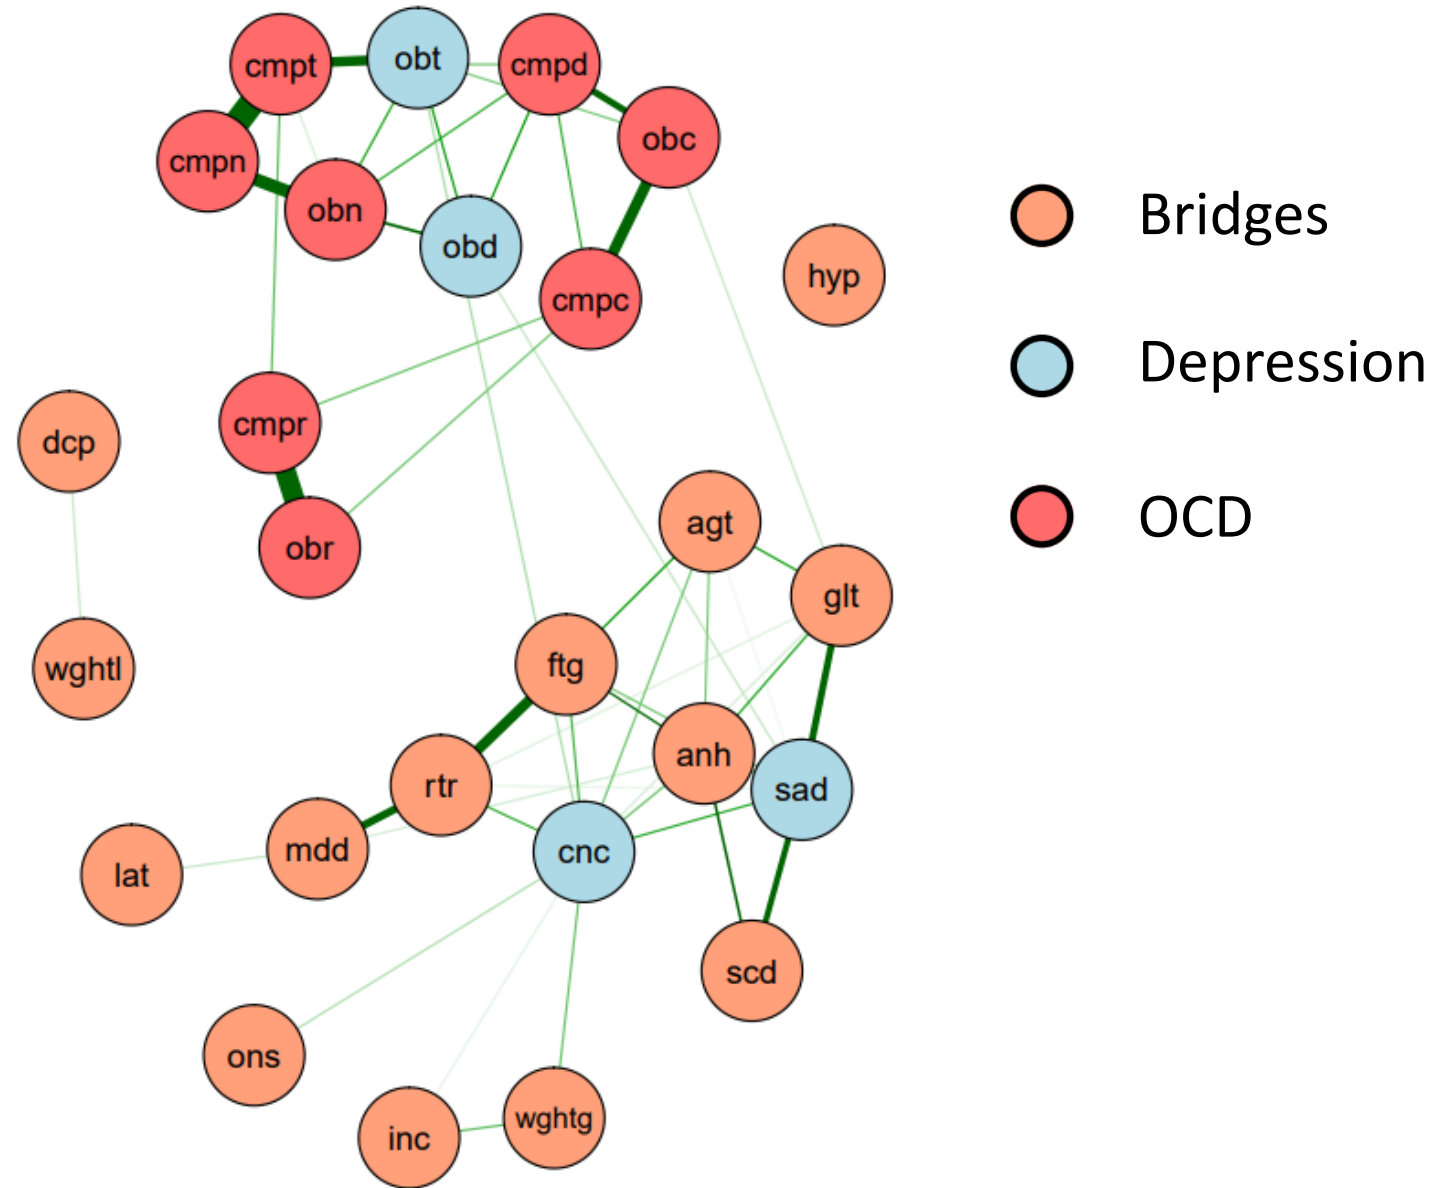 cmpt
obt
cmpd
obc
cmpn
obn
obd
cmpc
hyp
Bridges
Depression
OCD
cmpr
dcp
obr
agt
glt
wghtl
ftg
anh
sad
rtr
mdd
cnc
lat
scd
ons
inc
wghtg